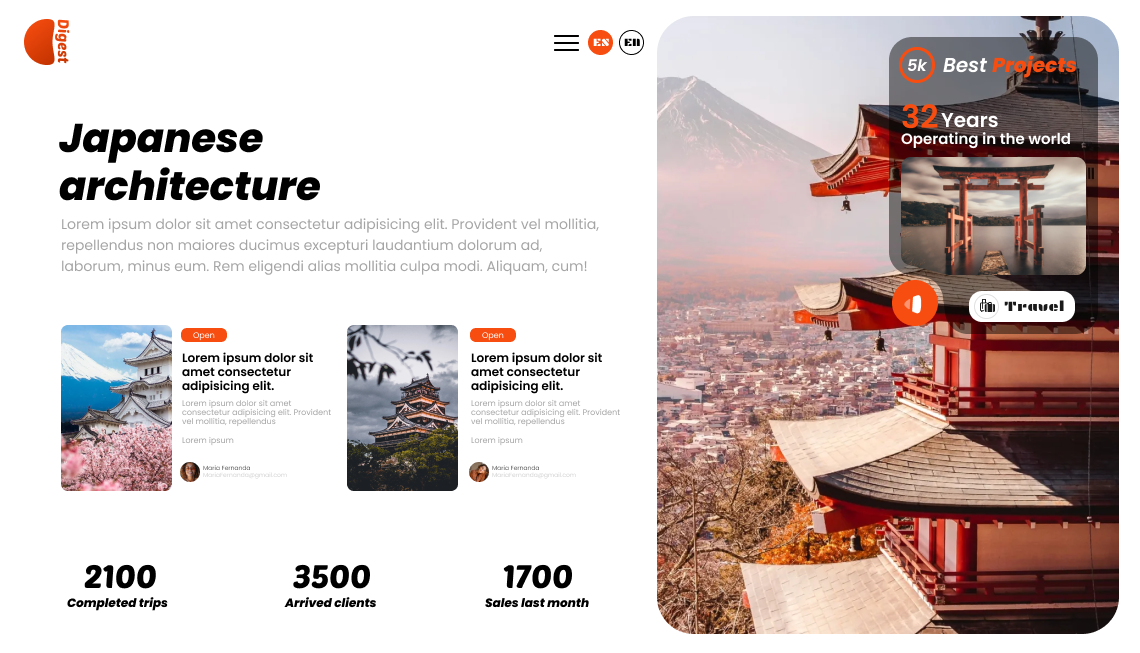 Digest
ES
EN
5k
Best Projects
32 Years
Operating in the world
Travel
Japanese
architecture
Lorem ipsum dolor sit amet consectetur adipisicing elit. Provident vel mollitia,
repellendus non maiores ducimus excepturi laudantium dolorum ad,
laborum, minus eum. Rem eligendi alias mollitia culpa modi. Aliquam, cum!
Open
Lorem ipsum dolor sit
amet consectetur
adipisicing elit.
Lorem ipsum dolor sit amet
consectetur adipisicing elit. Provident
vel mollitia, repellendus
Lorem ipsum
Maria Fernanda
Open
Lorem ipsum dolor sit
amet consectetur
adipisicing elit.
Lorem ipsum dolor sit amet
consectetur adipisicing elit. Provident
vel mollitia, repellendus
Lorem ipsum
Maria Fernanda
2100
Completed trips
3500
Arrived clients
1700
Sales last month